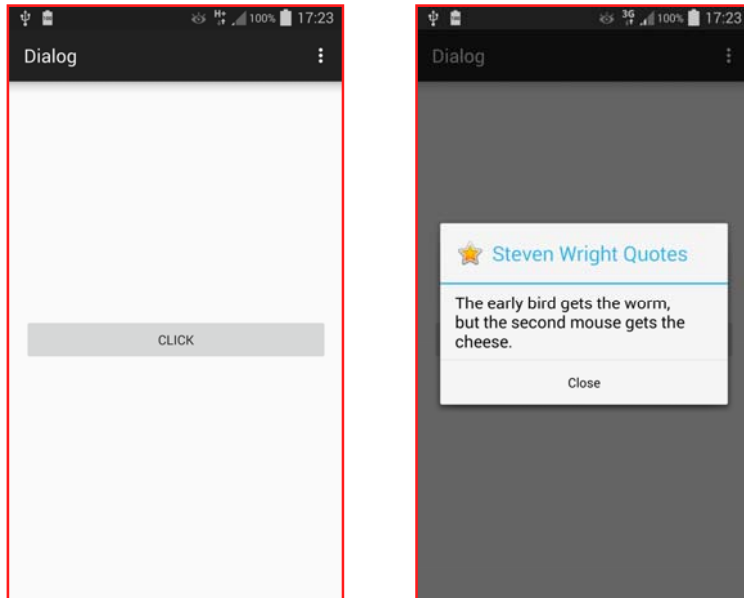 H+ 100% 17:23
Dialog
CLICK
3G 100% 17:23
Dialog
Steven Wright Quotes
The early bird gets the worm,
but the second mouse gets the
cheese.
Close